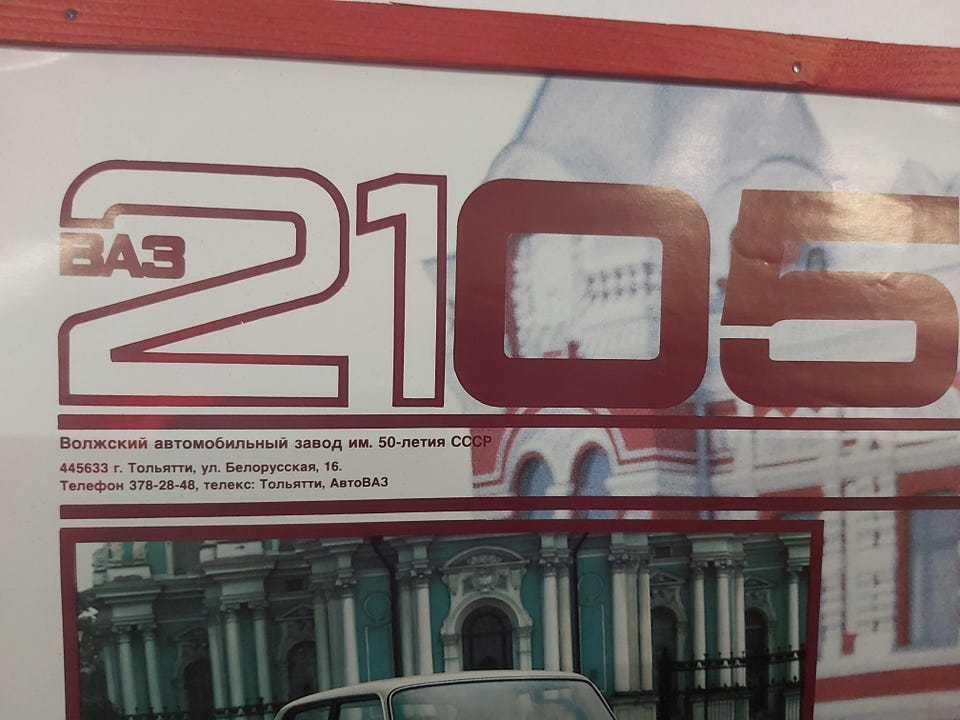 2105
ВАЗ
Волжский автомобильный завод им. 50-летия СССР
445633 г. Тольятти, ул. Белорусская, 16.
Телефон 378-28-48, телекс: Тольятти, АвтоВАЗ